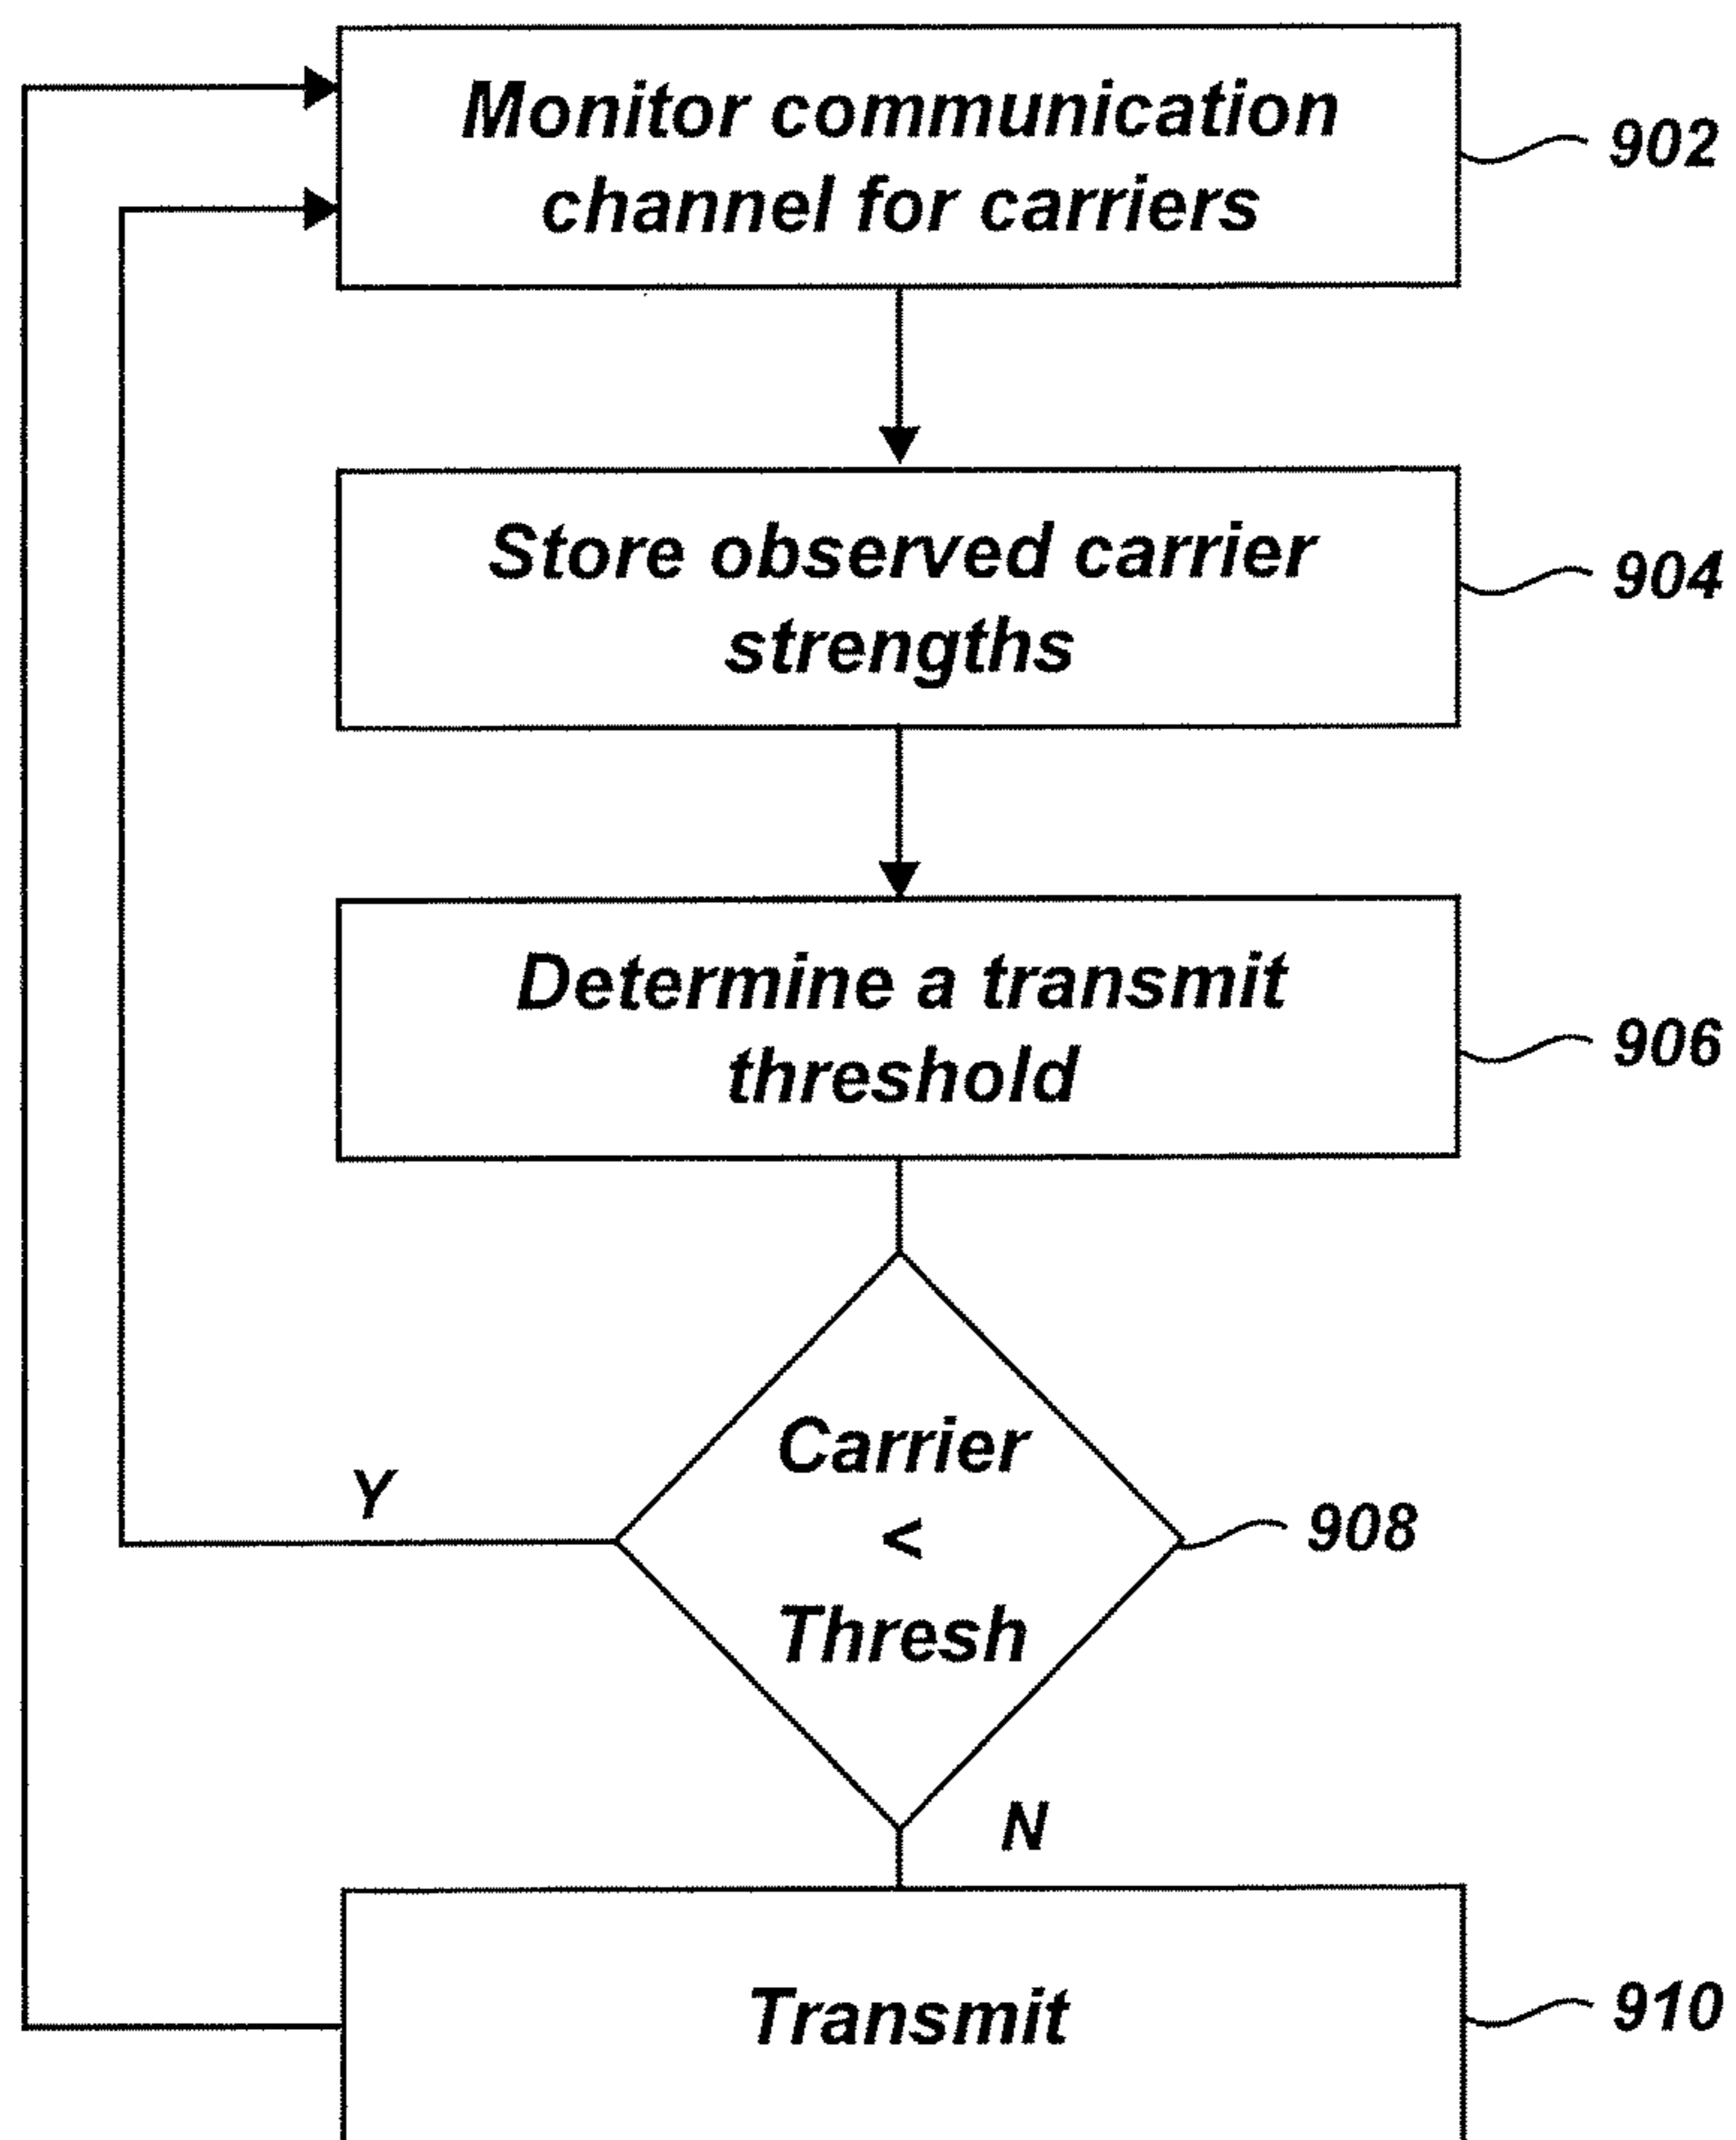 Monitor communication
channel for carriers
902
Store observed carrier
strengths
904
Determine a transmit
threshold
906
Carrier
<
Thresh
908
Y
N
Transmit
910